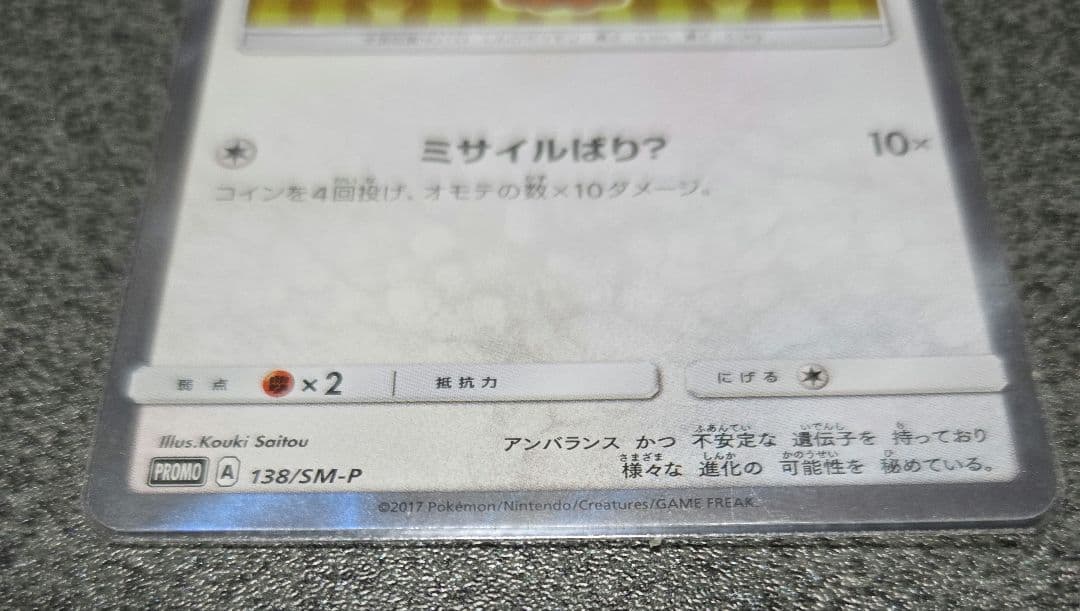 ミサイルばり? 10×
コインを4回投げ、オモテの数×10ダメージ。
弱点 ×2 抵抗力 にげる
Illus.Kouki Saitou
PROMO A 138/SM-P
アンバランス かつ 不安定な 遺伝子を 持っており
様々な 進化の 可能性を 秘めている。
©2017 Pokémon/Nintendo/Creatures/GAME FREAK